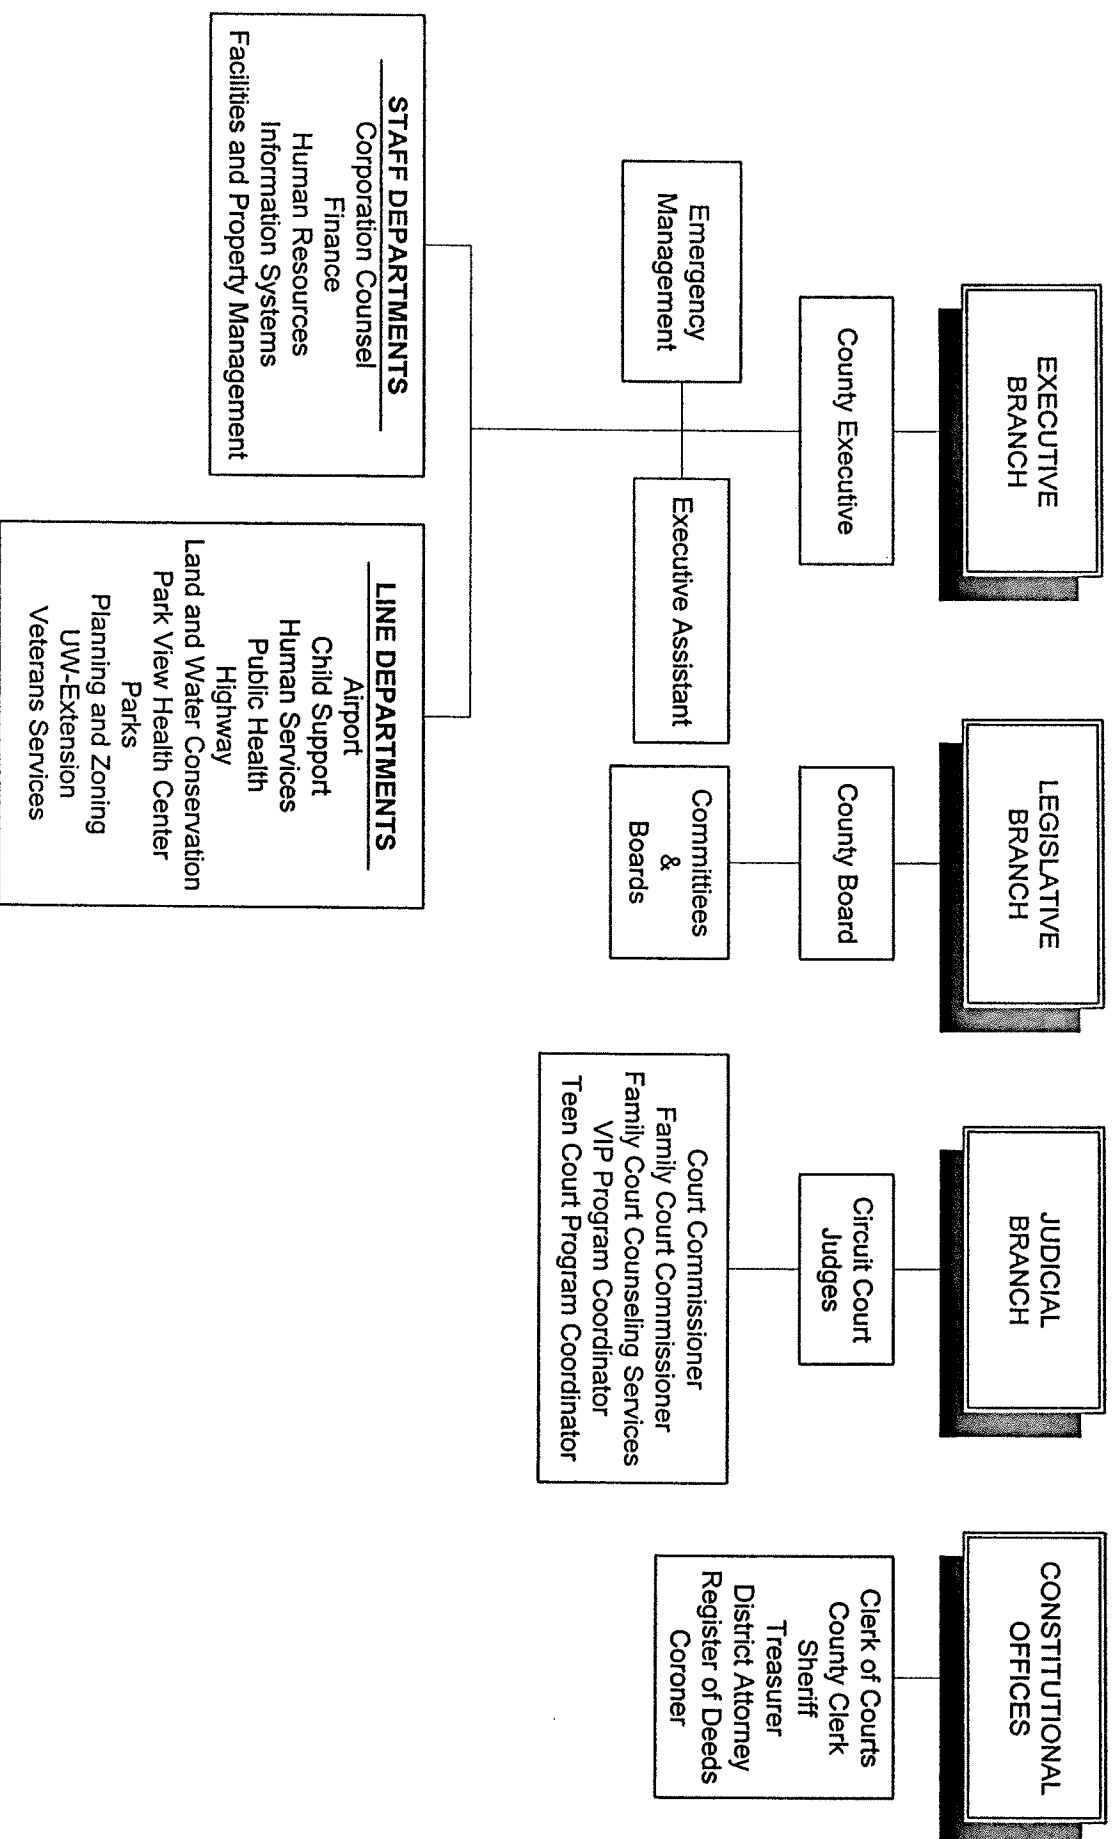 EXECUTIVE
BRANCH
County Executive
Emergency
Management
Executive Assistant
STAFF DEPARTMENTS
Corporation Counsel
Finance
Human Resources
Information Systems
Facilities and Property Management
LINE DEPARTMENTS
Airport
Child Support
Human Services
Public Health
Highway
Land and Water Conservation
Park View Health Center
Parks
Planning and Zoning
UW-Extension
Veterans Services
LEGISLATIVE
BRANCH
County Board
Committiees
&
Boards
JUDICIAL
BRANCH
Circuit Court
Judges
Court Commissioner
Family Court Commissioner
Family Court Counseling Services
VIP Program Coordinator
Teen Court Program Coordinator
CONSTITUTIONAL
OFFICES
Clerk of Courts
County Clerk
Sheriff
Treasurer
District Attorney
Register of Deeds
Coroner